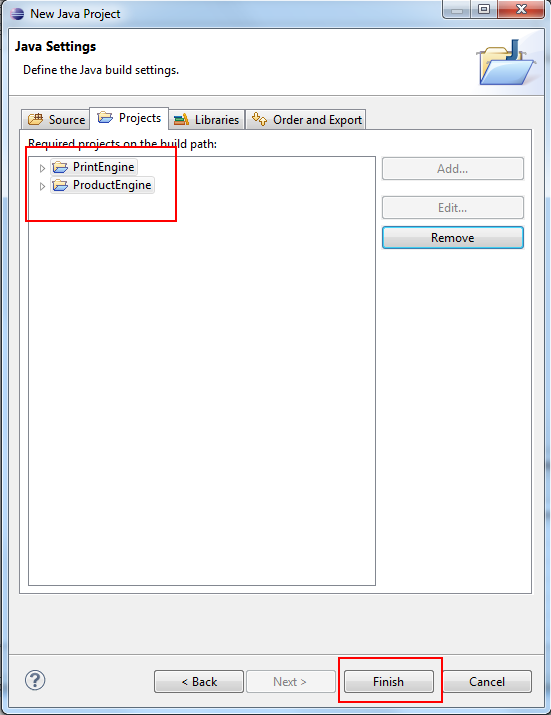 New Java Project
Java Settings
Define the Java build settings.
Source Projects Libraries Order and Export
Required projects on the build path:
PrintEngine
ProductEngine
Add...
Edit...
Remove
? < Back Next > Finish Cancel